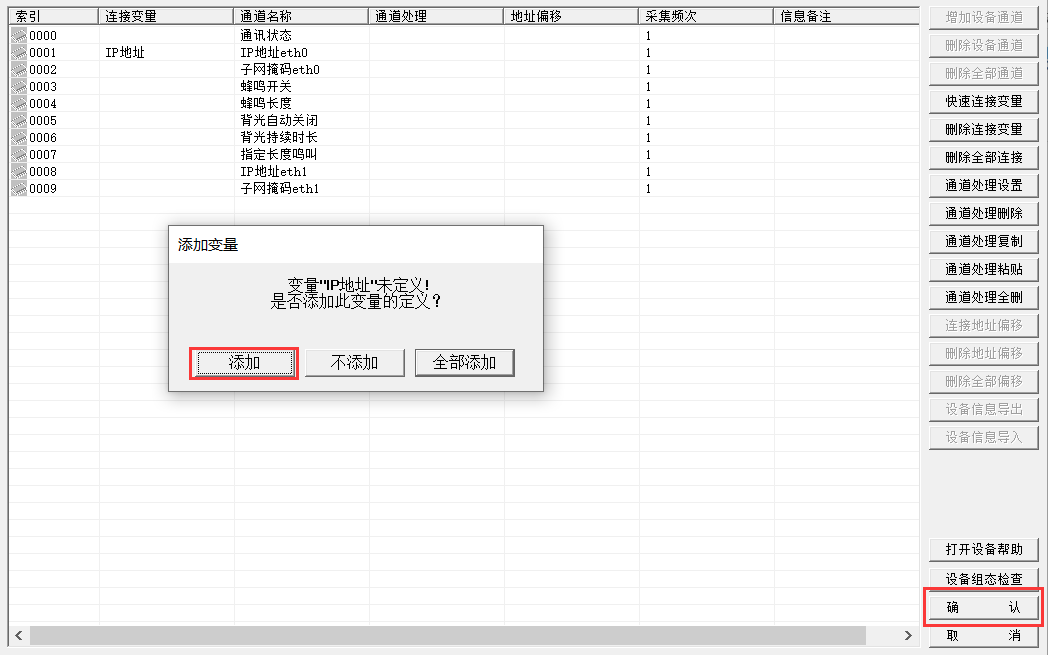 索引 连接变量 通道名称 通道处理 地址偏移 采集频次 信息备注
0000 通讯状态 1
0001 IP地址 IP地址eth0 1
0002 子网掩码eth0 1
0003 蜂鸣开关 1
0004 蜂鸣长度 1
0005 背光自动关闭 1
0006 背光持续时长 1
0007 指定长度鸣叫 1
0008 IP地址eth1 1
0009 子网掩码eth1 1
添加变量
变量"IP地址"未定义!
是否添加此变量的定义？
添加 不添加 全部添加
增加设备通道
删除设备通道
删除全部通道
快速连接变量
删除连接变量
删除全部连接
通道处理设置
通道处理删除
通道处理复制
通道处理粘贴
通道处理全删
连接地址偏移
删除地址偏移
删除全部偏移
设备信息导出
设备信息导入
打开设备帮助
设备组态检查
确 认
取 消